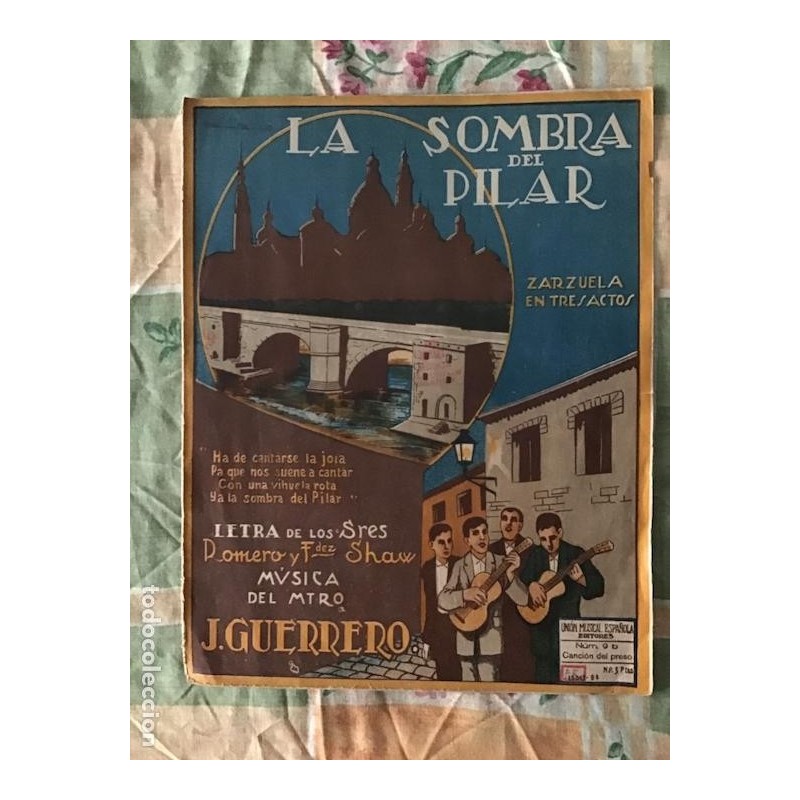 LA SOMBRA
DEL
PILAR
ZARZUELA
EN TRES ACTOS
"Ha de cantarse la jota
Pa que nos suene a cantar
Con una vihuela rota
Y a la sombra del Pilar"
LETRA DE LOS Sres
Romero y Fdez Shaw
MÚSICA
DEL MTRO
J. GUERRERO
UNIÓN MUSICAL ESPAÑOLA
EDITORES
Núm. 9 b
Canción del preso
todocoleccion.net